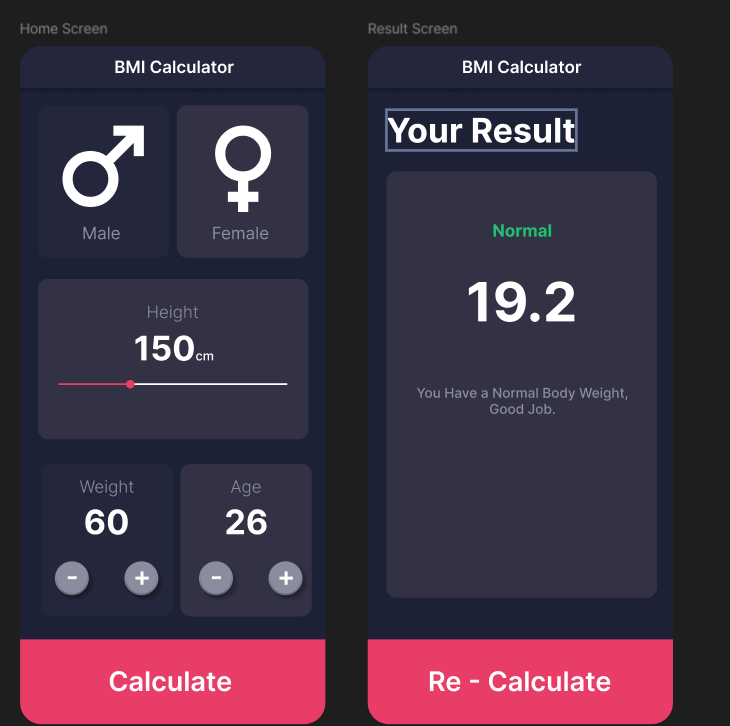 Home Screen
BMI Calculator
Male
Female
Height
150cm
Weight
60
- +
Age
26
- +
Calculate
Result Screen
BMI Calculator
Your Result
Normal
19.2
You Have a Normal Body Weight,
Good Job.
Re - Calculate